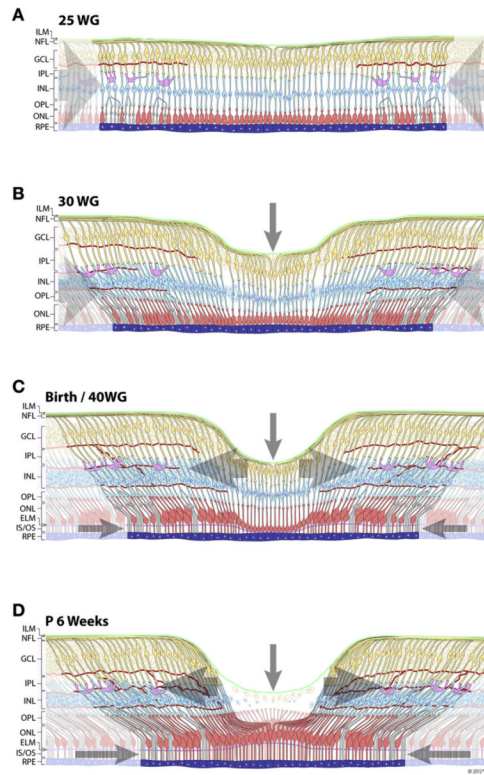 A
25 WG
ILM
NFL
GCL
IPL
INL
OPL
ONL
RPE
B
30 WG
ILM
NFL
GCL
IPL
INL
OPL
ONL
RPE
C
Birth / 40WG
ILM
NFL
GCL
IPL
INL
OPL
ONL
ELM
IS/OS
RPE
D
P 6 Weeks
ILM
NFL
GCL
IPL
INL
OPL
ONL
ELM
IS/OS
RPE